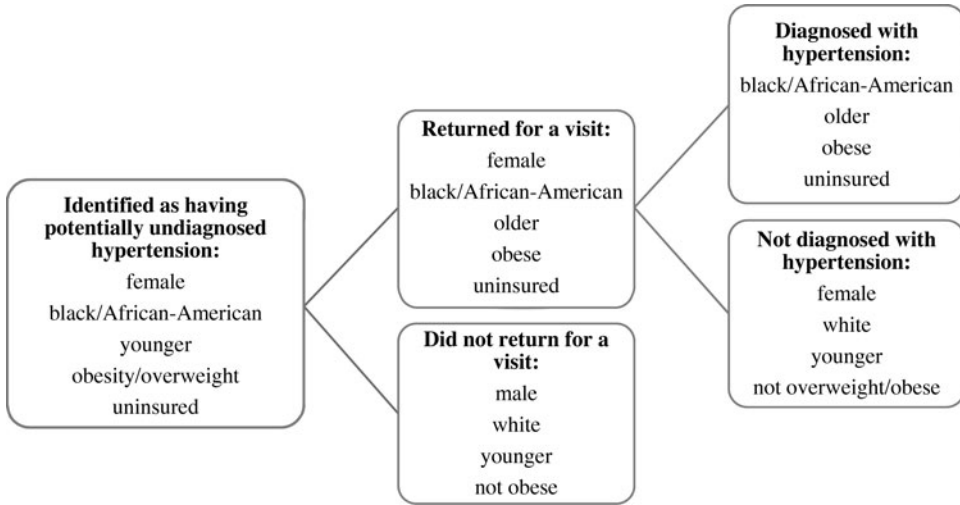 Identified as having
potentially undiagnosed
hypertension:
female
black/African-American
younger
obesity/overweight
uninsured
Returned for a visit:
female
black/African-American
older
obese
uninsured
Did not return for a
visit:
male
white
younger
not obese
Diagnosed with
hypertension:
black/African-American
older
obese
uninsured
Not diagnosed with
hypertension:
female
white
younger
not overweight/obese